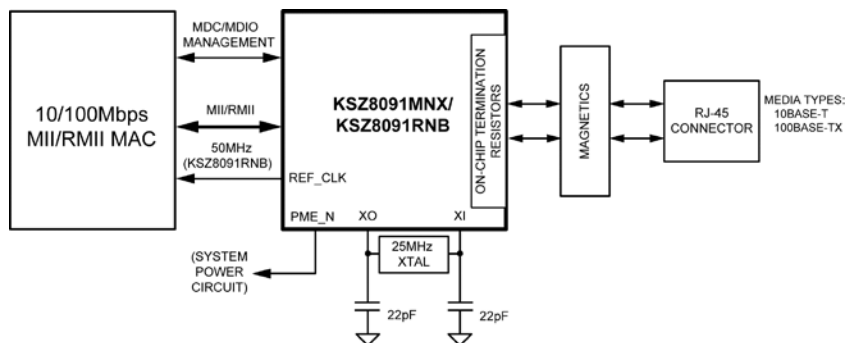 MDC/MDIO
MANAGEMENT
10/100Mbps
MII/RMII MAC
MII/RMII
50MHz
(KSZ8091RNB)
KSZ8091MNX/
KSZ8091RNB
REF_CLK
PME_N
XO
XI
ON-CHIP TERMINATION
RESISTORS
MAGNETICS
RJ-45
CONNECTOR
MEDIA TYPES:
10BASE-T
100BASE-TX
25MHz
XTAL
(SYSTEM
POWER
CIRCUIT)
22pF
22pF